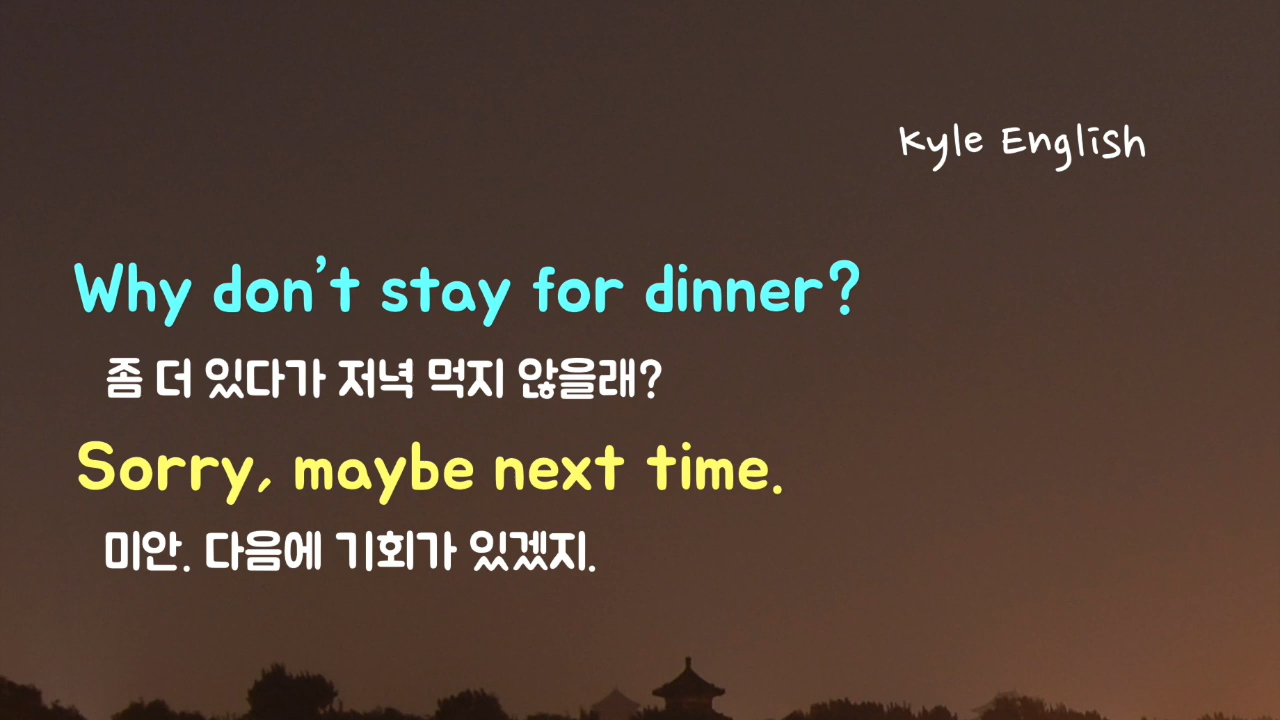 Kyle English
Why don't stay for dinner?
좀 더 있다가 저녁 먹지 않을래?
Sorry, maybe next time.
미안. 다음에 기회가 있겠지.